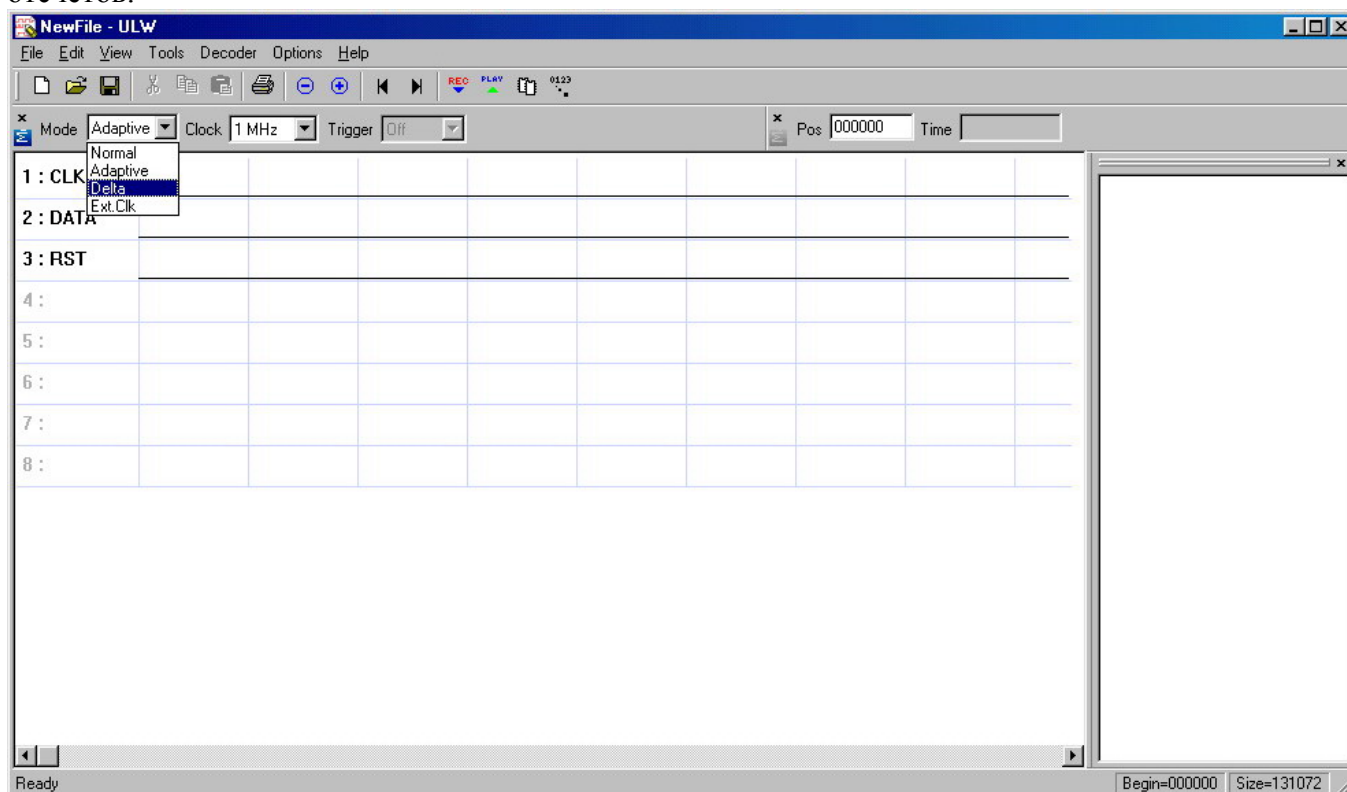 отсчетов.
NewFile - ULW
File Edit View Tools Decoder Options Help
REC PLAY 0123
Mode Adaptive Clock 1 MHz Trigger Off Pos 000000 Time
Normal
Adaptive
Delta
Ext.Clk
1 : CLK
2 : DATA
3 : RST
4 :
5 :
6 :
7 :
8 :
Ready Begin=000000 Size=131072